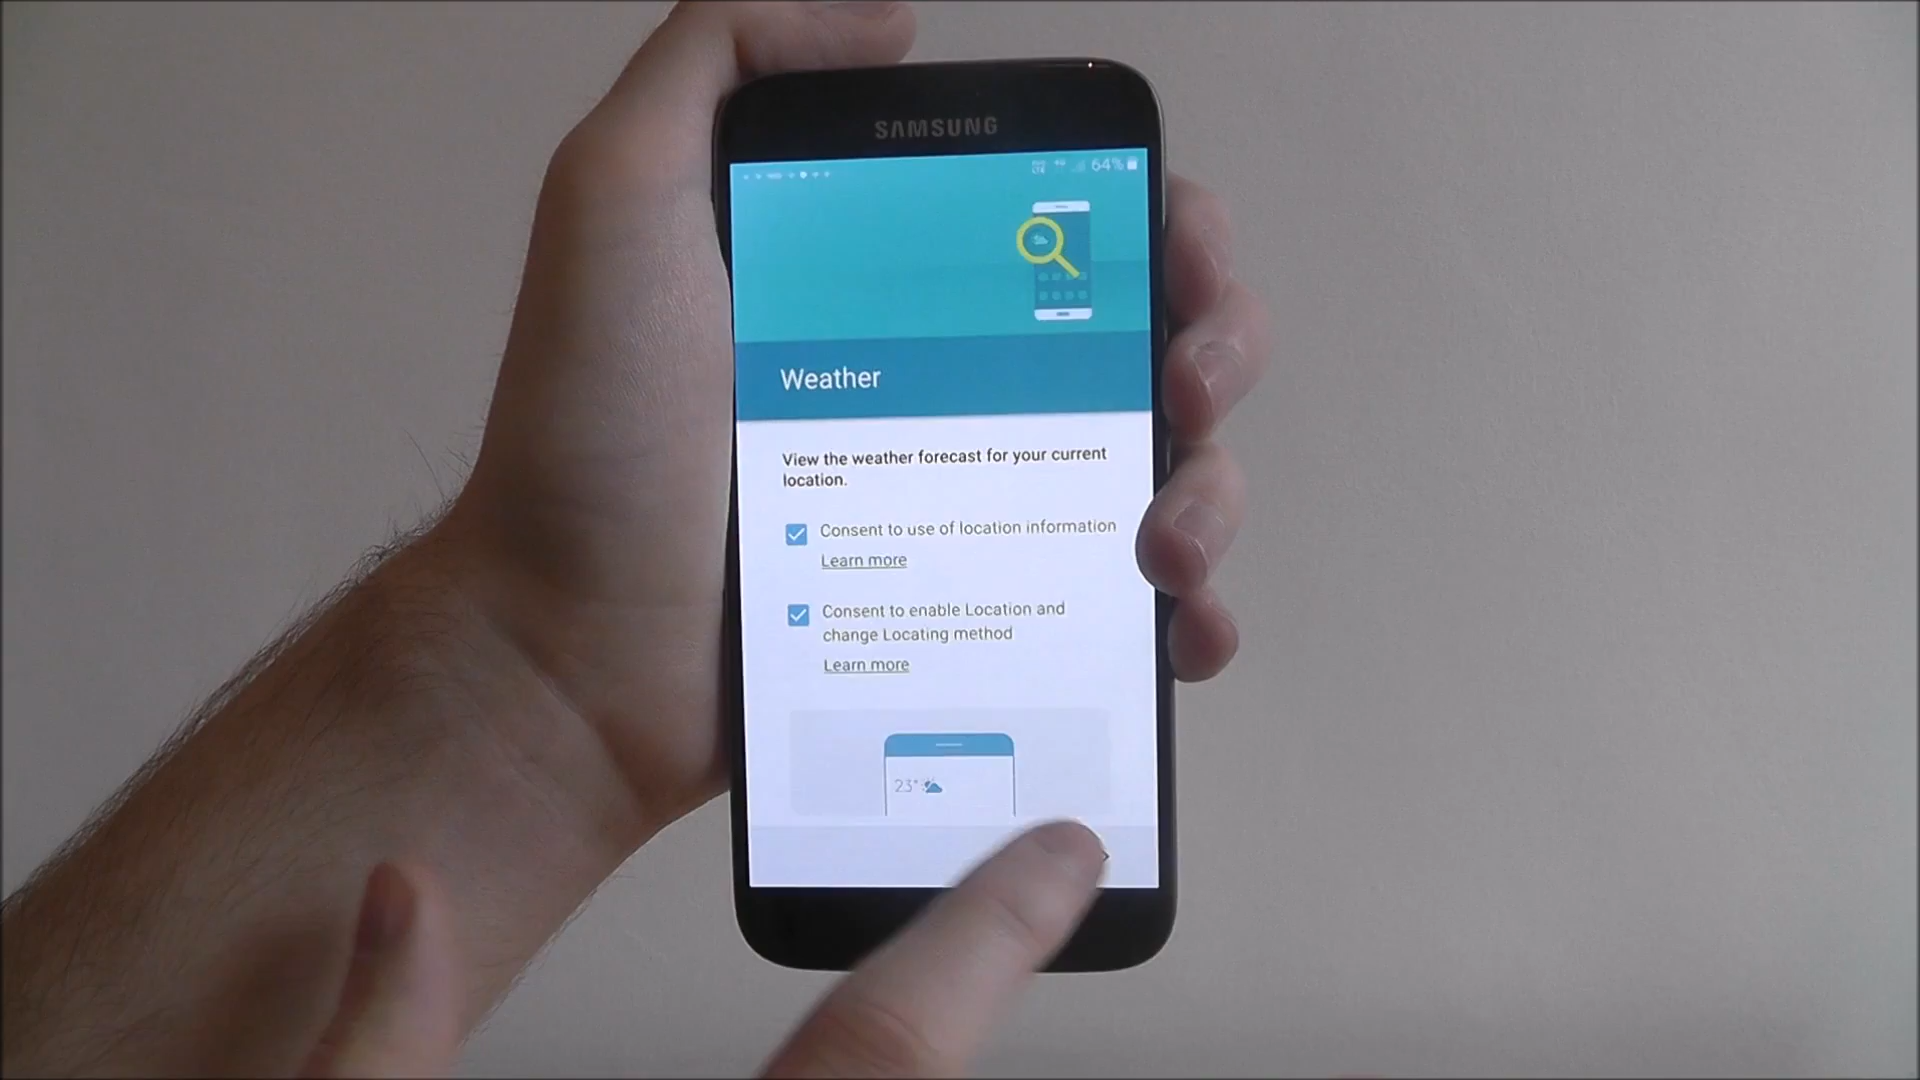 SAMSUNG
64%
Weather
View the weather forecast for your current
location.
Consent to use of location information
Learn more
Consent to enable Location and
change Locating method
Learn more
23°